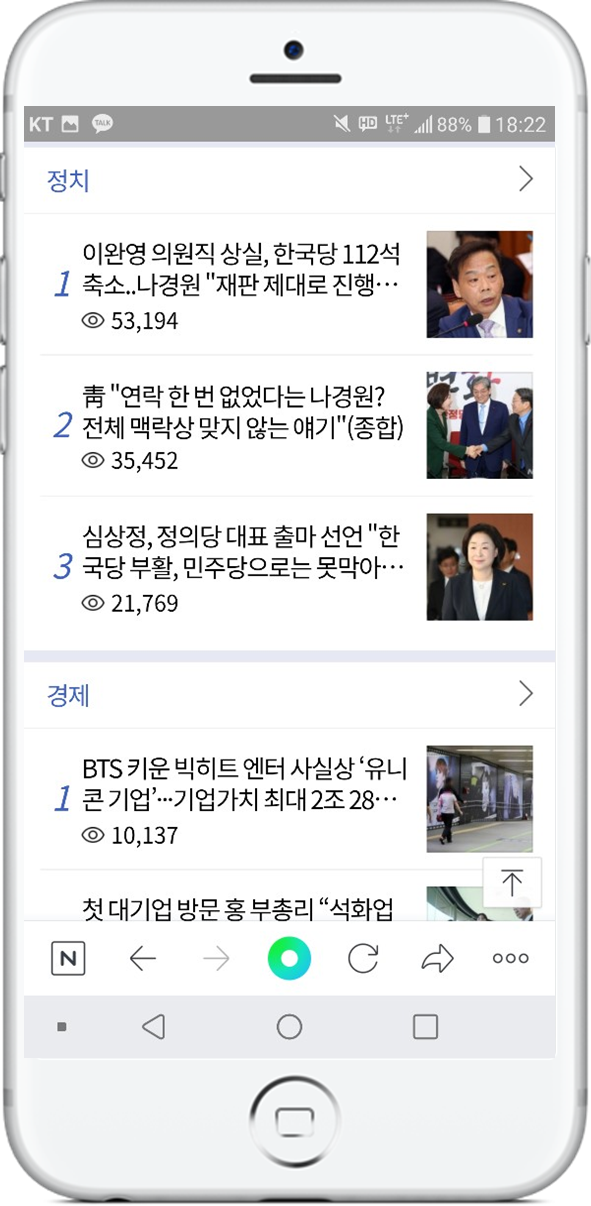 KT TALK HD LTE+ 88% 18:22
정치
이완영 의원직 상실, 한국당 112석
1 축소..나경원 "재판 제대로 진행···
53,194
靑 "연락 한 번 없었다는 나경원?
2 전체 맥락상 맞지 않는 얘기"(종합)
35,452
심상정, 정의당 대표 출마 선언 "한
3 국당 부활, 민주당으로는 못막아···
21,769
경제
BTS 키운 빅히트 엔터 사실상 ‘유니
1 콘 기업’···기업가치 최대 2조 28···
10,137
첫 대기업 방문 홍 부총리 “석화업
N